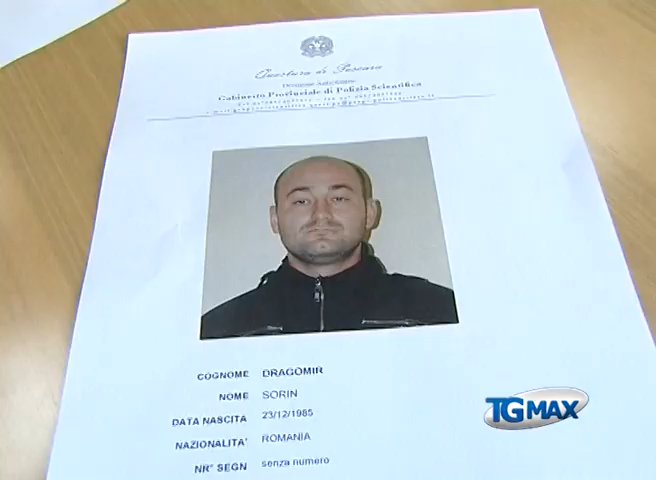 Questura di Pescara
Gabinetto Provinciale di Polizia Scientifica
COGNOME DRAGOMIR
NOME SORIN
DATA NASCITA 23/12/1985
NAZIONALITA' ROMANIA
NR° SEGN senza numero
TGMAX